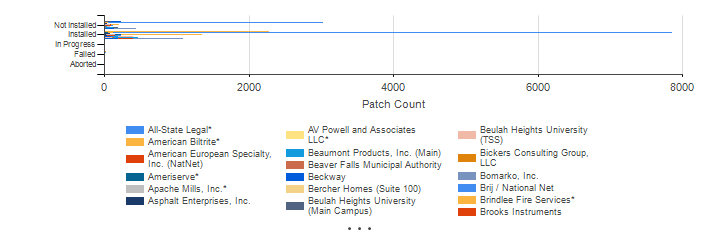 Not Installed
Installed
In Progress
Failed
Aborted
0
2000
4000
6000
8000
Patch Count
All-State Legal*
American Biltrite*
American European Specialty,
Inc. (NatNet)
Ameriserve*
Apache Mills, Inc.*
Asphalt Enterprises, Inc.
AV Powell and Associates
LLC*
Beaumont Products, Inc. (Main)
Beaver Falls Municipal Authority
Beckway
Bercher Homes (Suite 100)
Beulah Heights University
(Main Campus)
Beulah Heights University
(TSS)
Bickers Consulting Group,
LLC
Bomarko, Inc.
Brij / National Net
Brindlee Fire Services*
Brooks Instruments